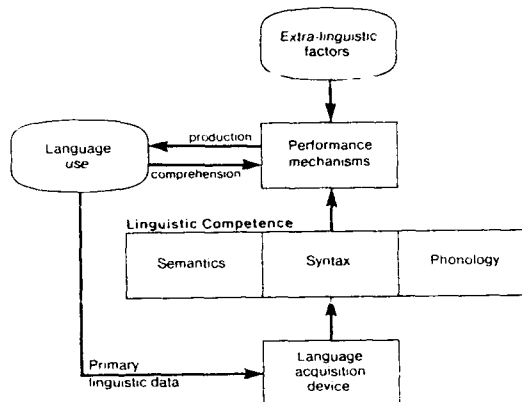 Extra-linguistic
factors
production
Language
use
comprehension
Performance
mechanisms
Linguistic Competence
Semantics
Syntax
Phonology
Primary
linguistic data
Language
acquisition
device